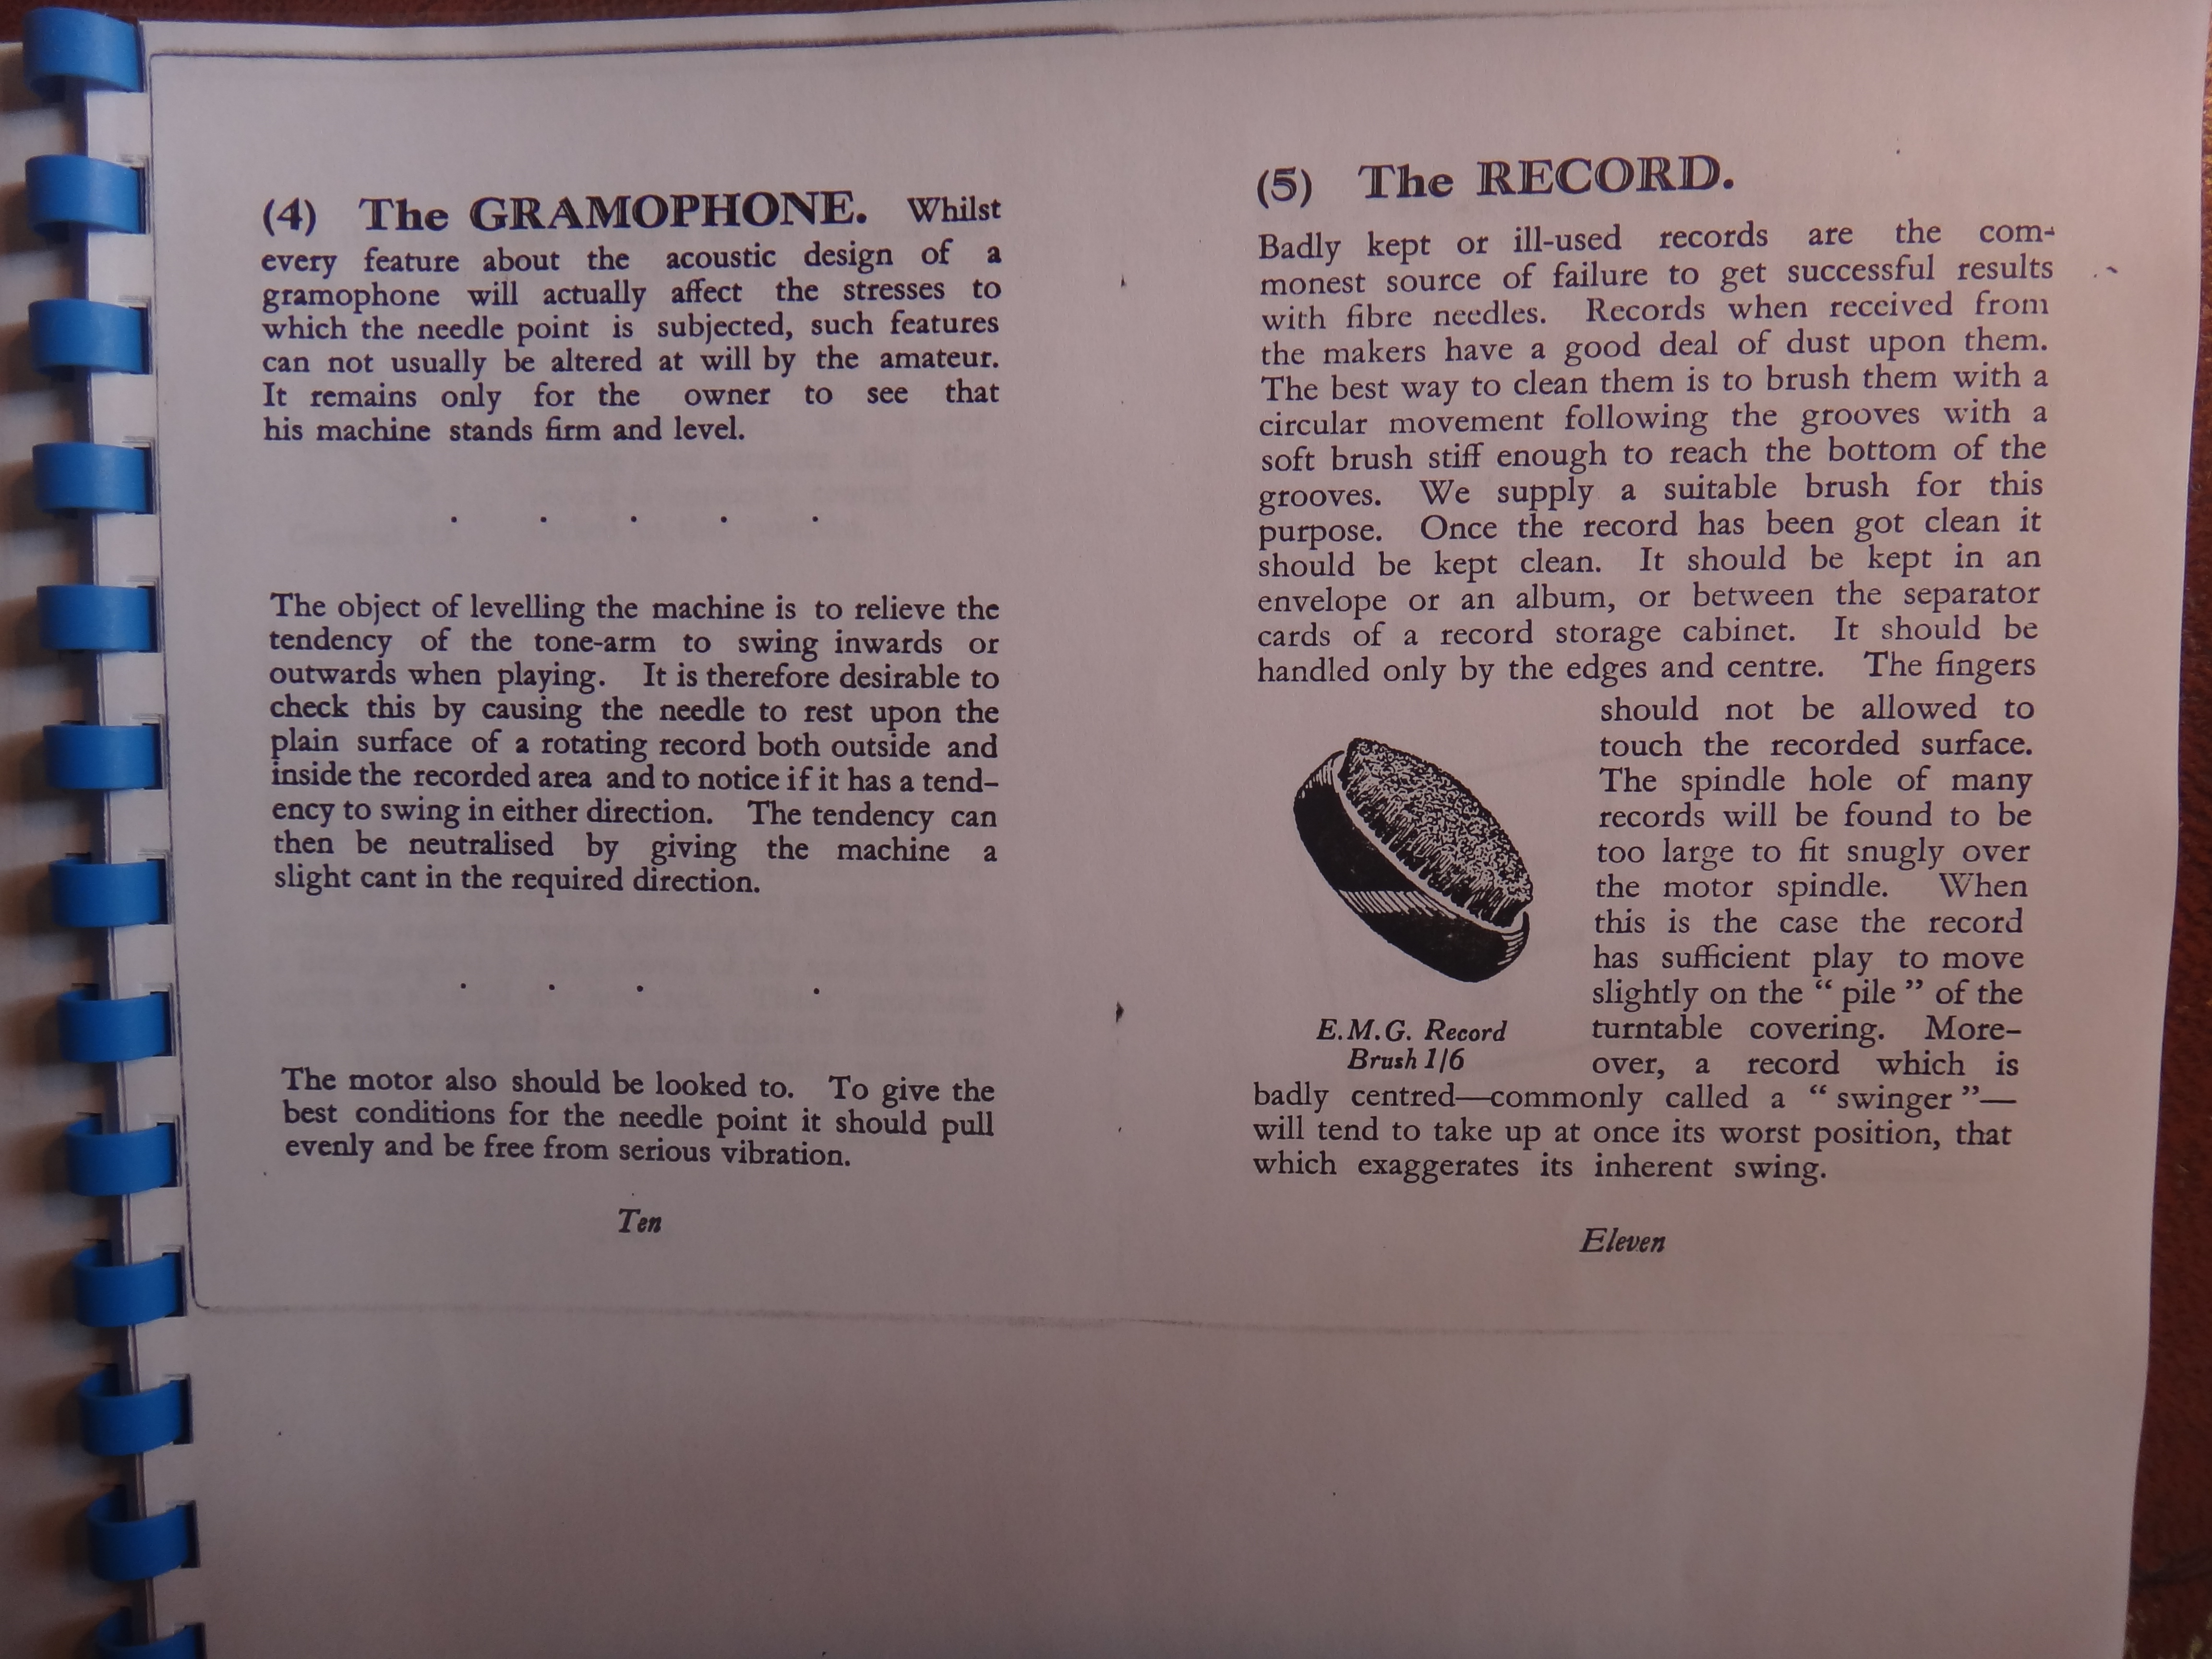 (4) The GRAMOPHONE. Whilst
every feature about the acoustic design of a
gramophone will actually affect the stresses to
which the needle point is subjected, such features
can not usually be altered at will by the amateur.
It remains only for the owner to see that
his machine stands firm and level.
. . . . .
The object of levelling the machine is to relieve the
tendency of the tone-arm to swing inwards or
outwards when playing. It is therefore desirable to
check this by causing the needle to rest upon the
plain surface of a rotating record both outside and
inside the recorded area and to notice if it has a tend-
ency to swing in either direction. The tendency can
then be neutralised by giving the machine a
slight cant in the required direction.
. . . .
The motor also should be looked to. To give the
best conditions for the needle point it should pull
evenly and be free from serious vibration.
Ten
(5) The RECORD.
Badly kept or ill-used records are the com-
monest source of failure to get successful results
with fibre needles. Records when received from
the makers have a good deal of dust upon them.
The best way to clean them is to brush them with a
circular movement following the grooves with a
soft brush stiff enough to reach the bottom of the
grooves. We supply a suitable brush for this
purpose. Once the record has been got clean it
should be kept clean. It should be kept in an
envelope or an album, or between the separator
cards of a record storage cabinet. It should be
handled only by the edges and centre. The fingers
should not be allowed to
touch the recorded surface.
The spindle hole of many
records will be found to be
too large to fit snugly over
the motor spindle. When
this is the case the record
has sufficient play to move
slightly on the “ pile ” of the
turntable covering. More-
over, a record which is
E.M.G. Record
Brush 1/6
badly centred—commonly called a “ swinger ”—
will tend to take up at once its worst position, that
which exaggerates its inherent swing.
Eleven